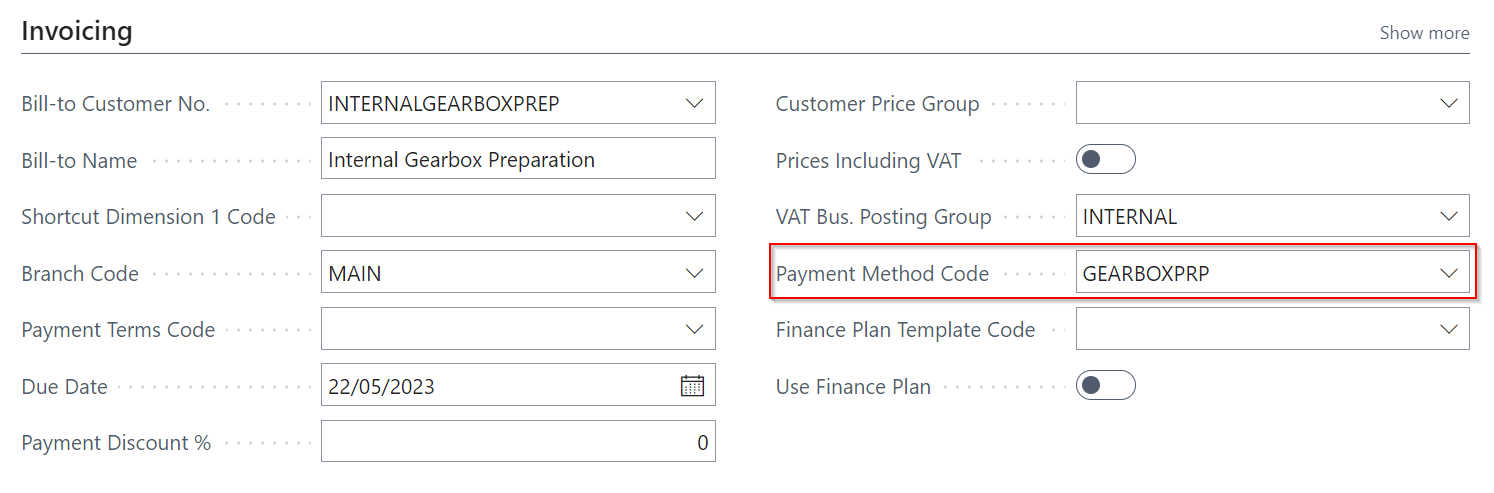 Invoicing
Show more
Bill-to Customer No.
INTERNALGEARBOXPREP
Bill-to Name
Internal Gearbox Preparation
Shortcut Dimension 1 Code
Branch Code
MAIN
Payment Terms Code
Due Date
22/05/2023
Payment Discount %
0
Customer Price Group
Prices Including VAT
VAT Bus. Posting Group
INTERNAL
Payment Method Code
GEARBOXPRP
Finance Plan Template Code
Use Finance Plan